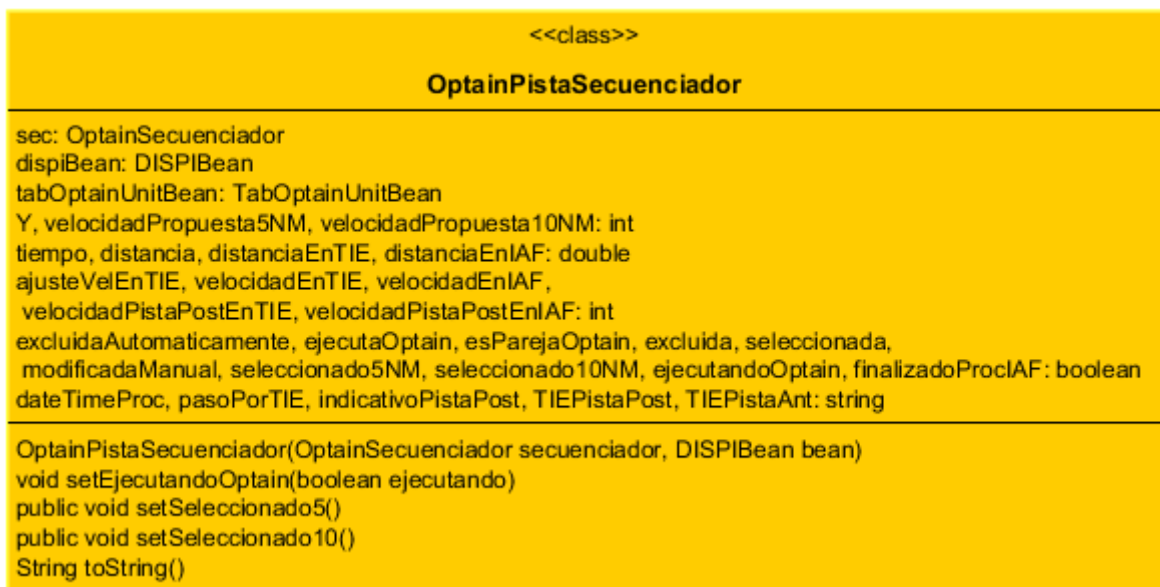 <<class>>
OptainPistaSecuenciador
sec: OptainSecuenciador
dispiBean: DISPIBean
tabOptainUnitBean: TabOptainUnitBean
Y, velocidadPropuesta5NM, velocidadPropuesta10NM: int
tiempo, distancia, distanciaEnTIE, distanciaEnIAF: double
ajusteVelEnTIE, velocidadEnTIE, velocidadEnIAF,
velocidadPistaPostEnTIE, velocidadPistaPostEnIAF: int
excluidaAutomaticamente, ejecutaOptain, esParejaOptain, excluida, seleccionada,
modificadaManual, seleccionado5NM, seleccionado10NM, ejecutandoOptain, finalizadoProcIAF: boolean
dateTimeProc, pasoPorTIE, indicativoPistaPost, TIEPistaPost, TIEPistaAnt: string
OptainPistaSecuenciador(OptainSecuenciador secuenciador, DISPIBean bean)
void setEjecutandoOptain(boolean ejecutando)
public void setSeleccionado5()
public void setSeleccionado10()
String toString()